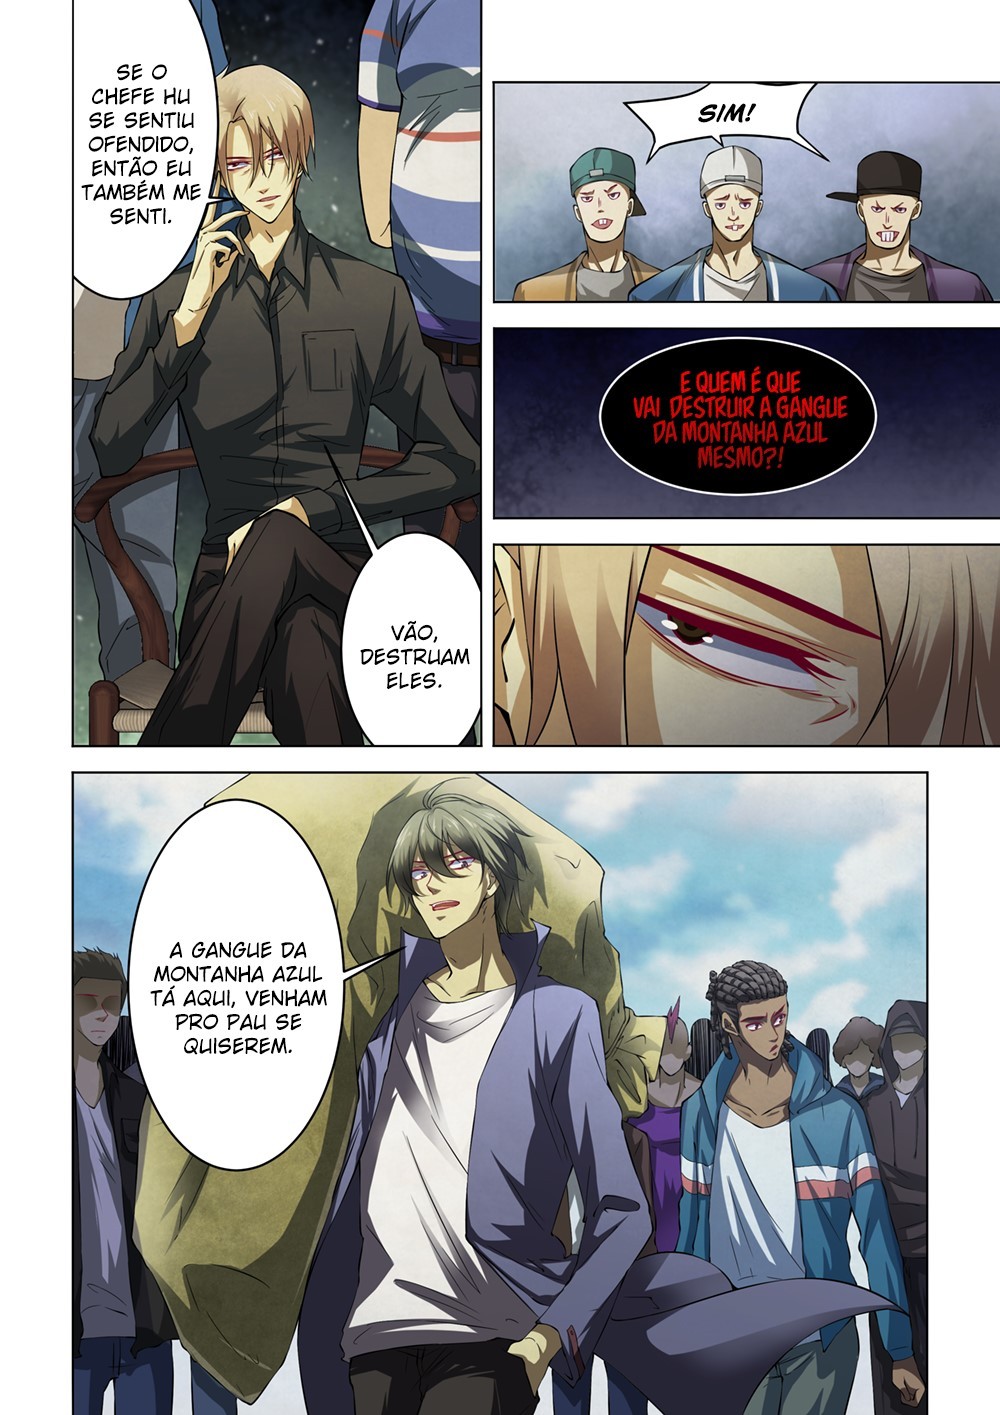 SE O
CHEFE HU
SE SENTIU
OFENDIDO,
ENTÃO EU
TAMBÉM ME
SENTI.
VÃO,
DESTRUAM
ELES.
SIM!
E QUEM É QUE
VAI DESTRUIR A GANGUE
DA MONTANHA AZUL
MESMO?!
A GANGUE DA
MONTANHA AZUL
TÁ AQUI, VENHAM
PRO PAU SE
QUISEREM.